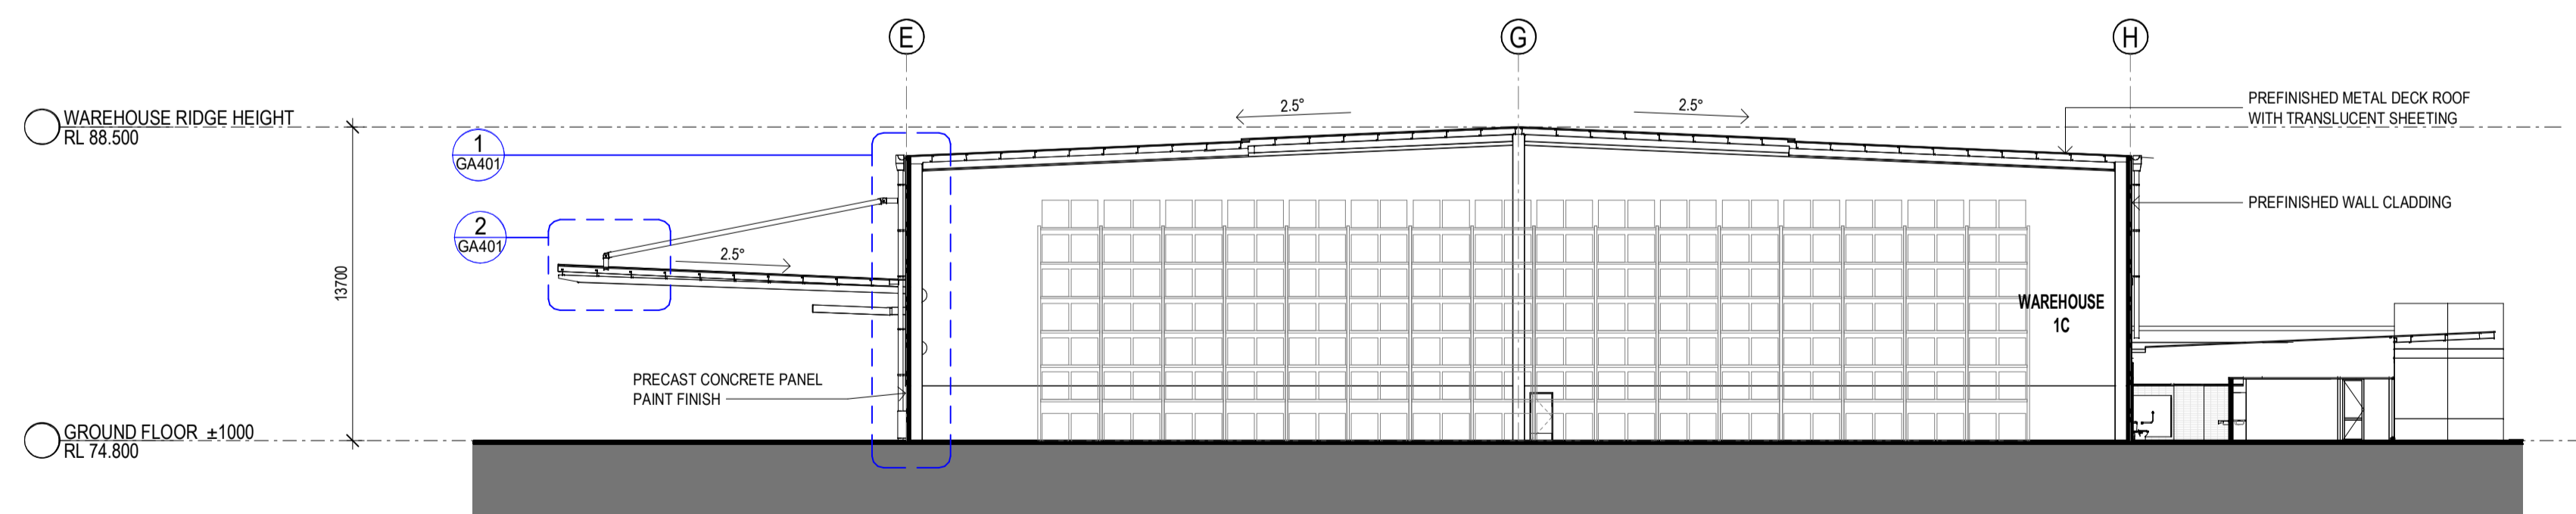 E
G
H
WAREHOUSE RIDGE HEIGHT
RL 88.500
2.5°
2.5°
PREFINISHED METAL DECK ROOF
WITH TRANSLUCENT SHEETING
1
GA401
2
GA401
PREFINISHED WALL CLADDING
2.5°
13700
WAREHOUSE
1C
PRECAST CONCRETE PANEL
PAINT FINISH
GROUND FLOOR ±1000
RL 74.800